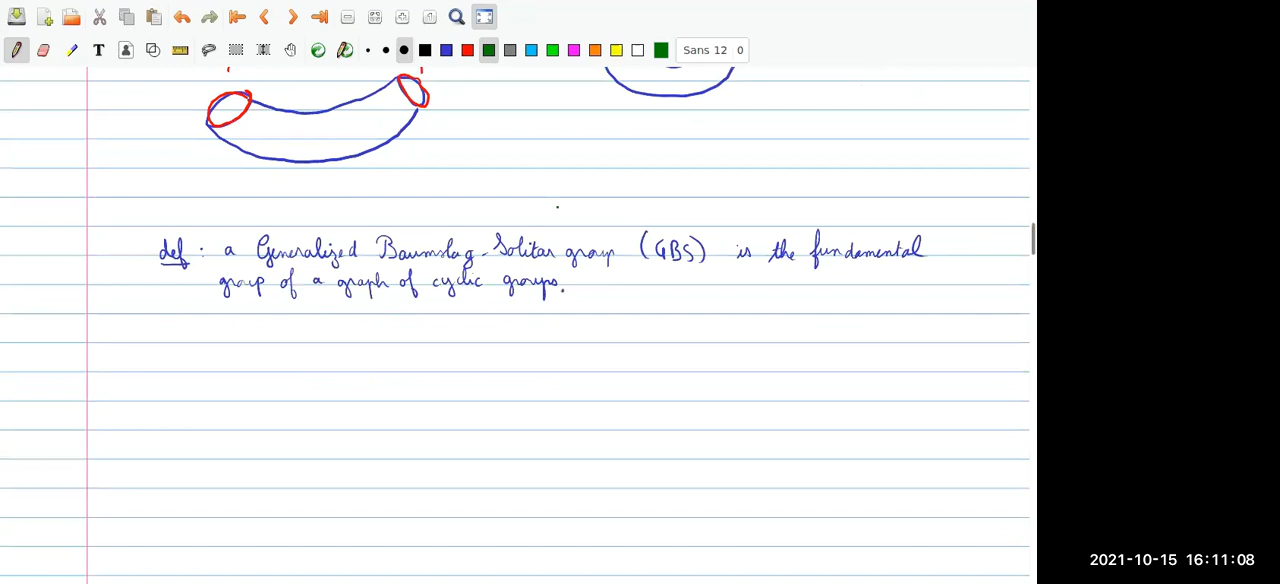 Sans 12 0
def : a Generalized Baumslag-Solitar group (GBS) is the fundamental
group of a graph of cyclic groups.
2021-10-15 16:11:08